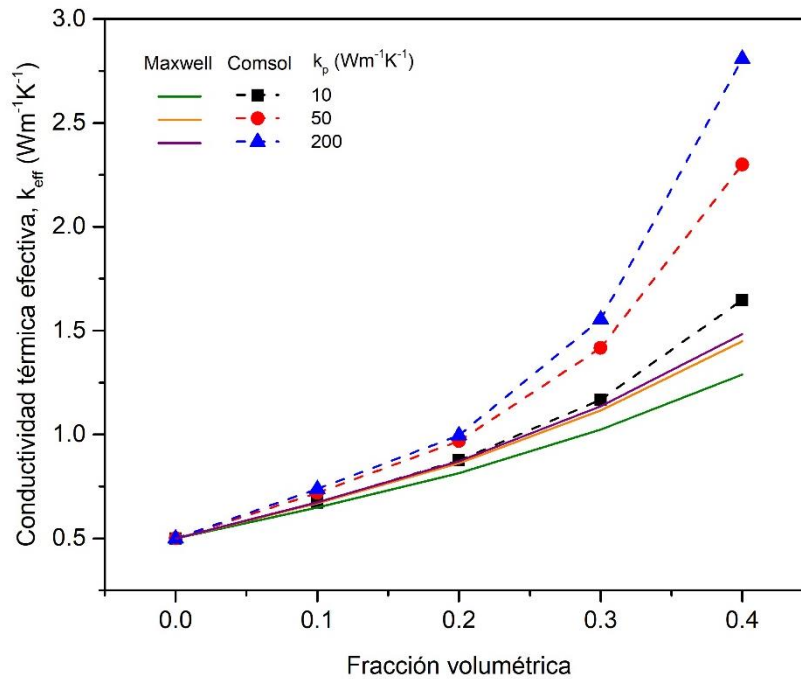 3.0
2.5
2.0
1.5
1.0
0.5
Conductividad térmica efectiva, k_eff (Wm⁻¹K⁻¹)
Maxwell Comsol k_p (Wm⁻¹K⁻¹)
10
50
200
0.0 0.1 0.2 0.3 0.4
Fracción volumétrica